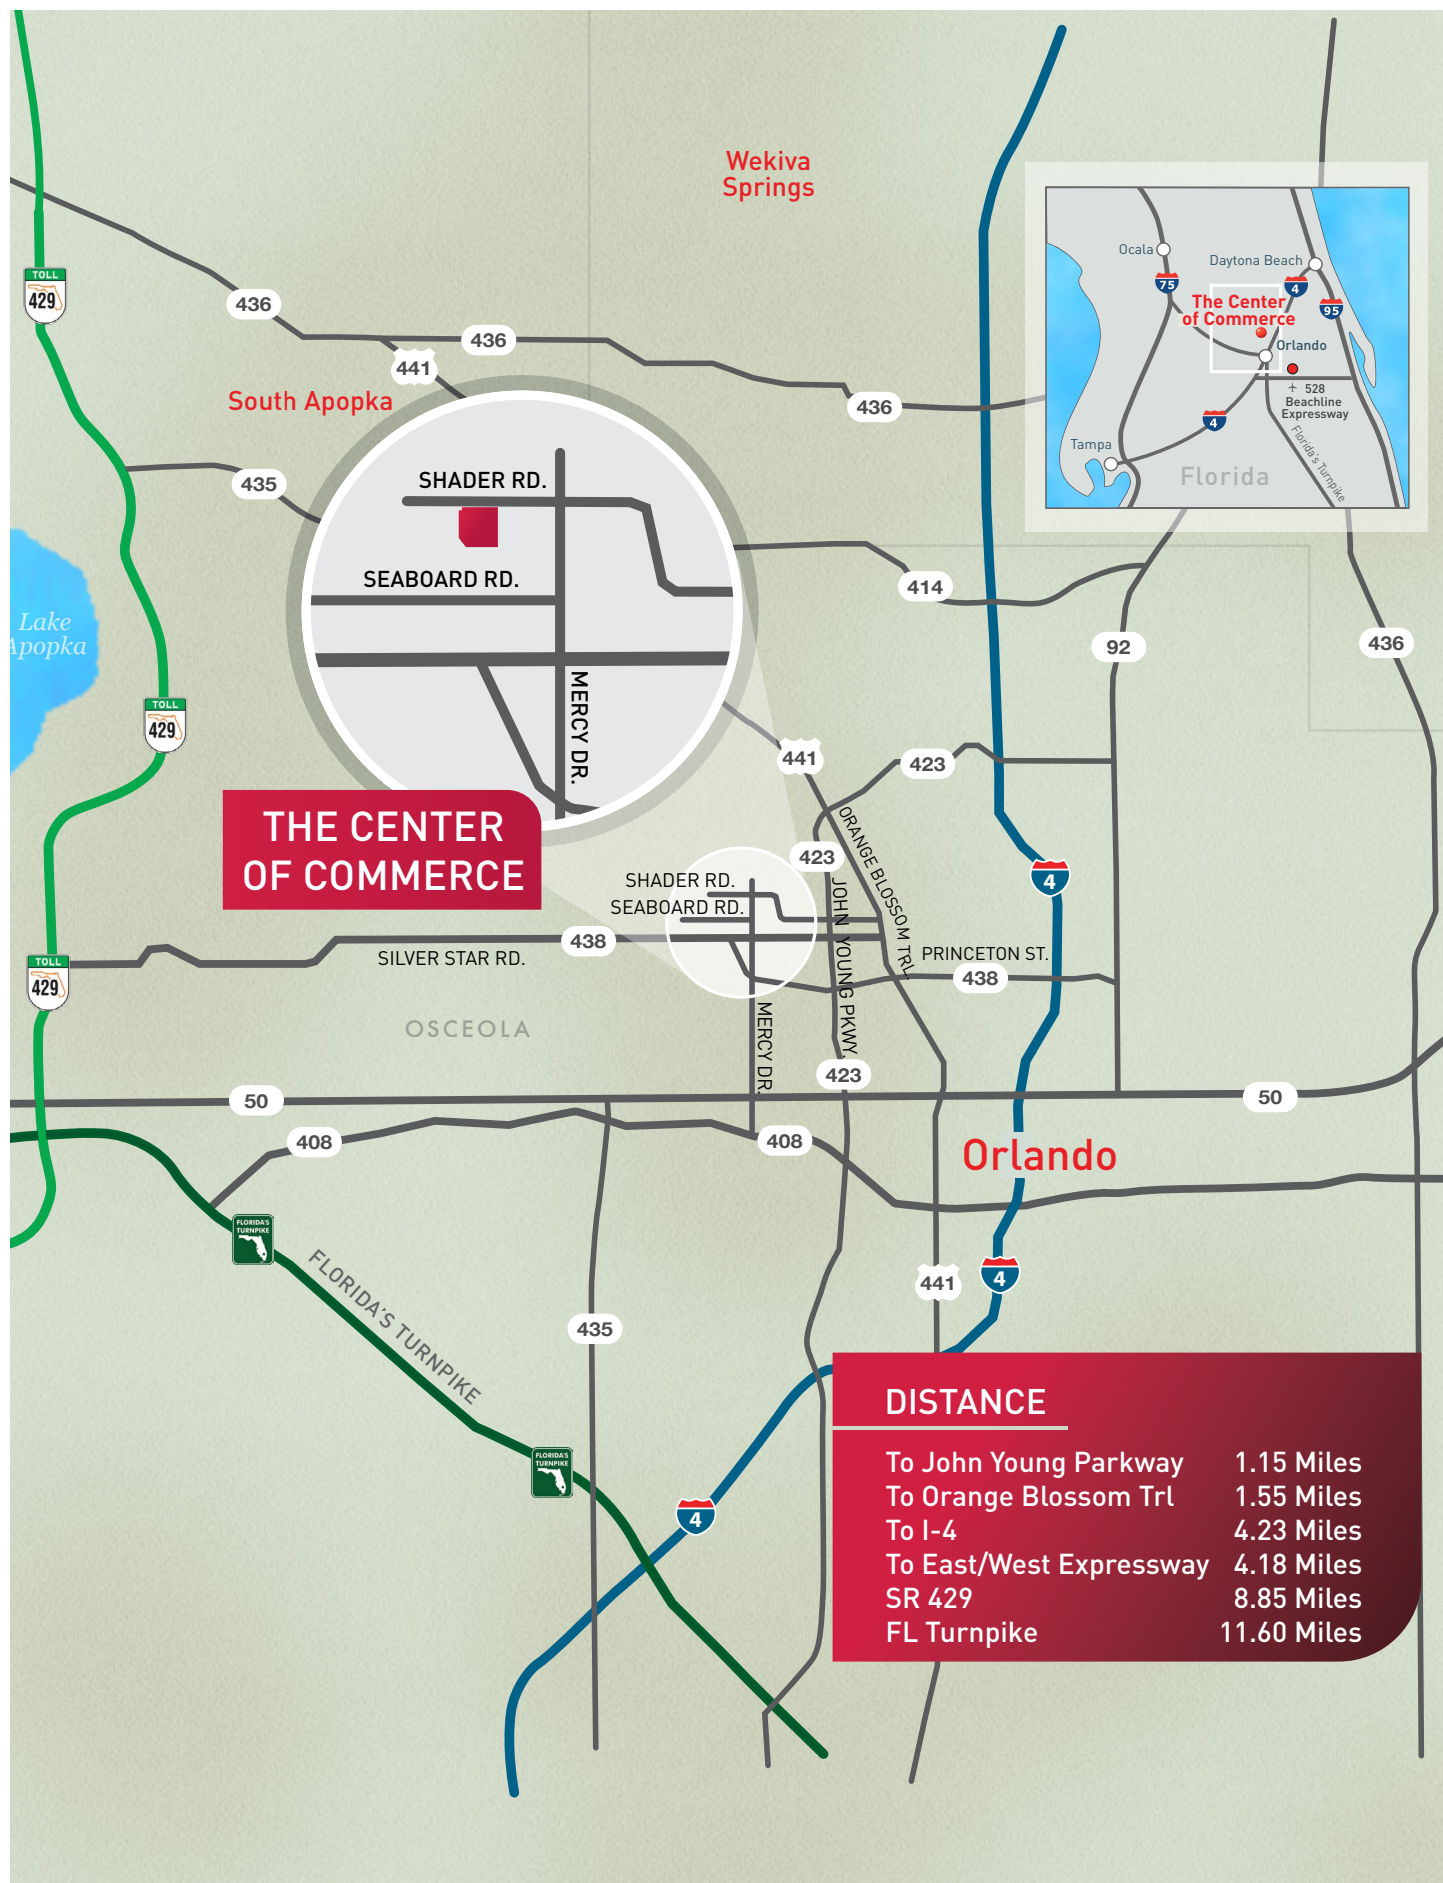 Wekiva
Springs
TOLL
429
436
436
441
South Apopka
436
Ocala
Daytona Beach
75
4
The Center
of Commerce
95
Orlando
528
Beachline
Expressway
4
Florida's Turnpike
Tampa
Florida
435
SHADER RD.
SEABOARD RD.
MERCY DR.
414
Lake
Apopka
92
436
TOLL
429
441
423
THE CENTER
OF COMMERCE
423
ORANGE BLOSSOM TRL.
4
SHADER RD.
SEABOARD RD.
JOHN YOUNG PKWY.
438
SILVER STAR RD.
PRINCETON ST.
438
TOLL
429
OSCEOLA
MERCY DR.
423
50
50
408
408
Orlando
FLORIDA'S
TURNPIKE
FLORIDA'S TURNPIKE
441
4
435
FLORIDA'S
TURNPIKE
4
DISTANCE
To John Young Parkway 1.15 Miles
To Orange Blossom Trl 1.55 Miles
To I-4 4.23 Miles
To East/West Expressway 4.18 Miles
SR 429 8.85 Miles
FL Turnpike 11.60 Miles